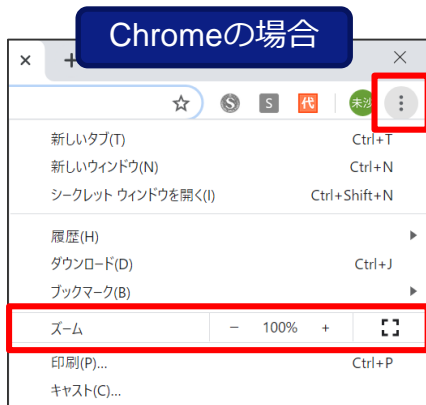 Chromeの場合
S S 代 未沙
新しいタブ(T) Ctrl+T
新しいウィンドウ(N) Ctrl+N
シークレット ウィンドウを開く(I) Ctrl+Shift+N
履歴(H)
ダウンロード(D) Ctrl+J
ブックマーク(B)
ズーム − 100% +
印刷(P)... Ctrl+P
キャスト(C)...